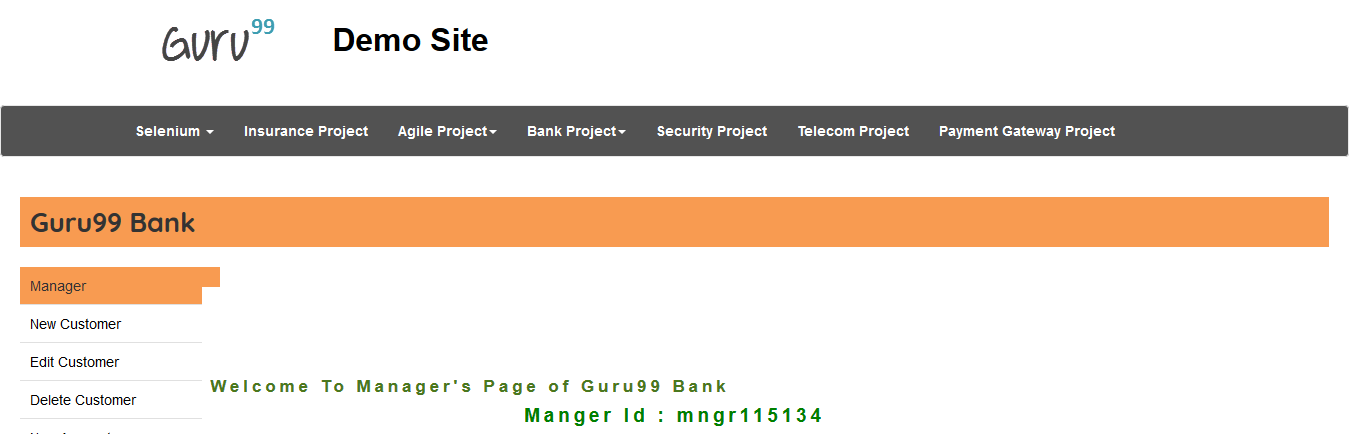 Guru99
Demo Site
Selenium Insurance Project Agile Project Bank Project Security Project Telecom Project Payment Gateway Project
Guru99 Bank
Manager
New Customer
Edit Customer
Welcome To Manager's Page of Guru99 Bank
Delete Customer
Manger Id : mngr115134